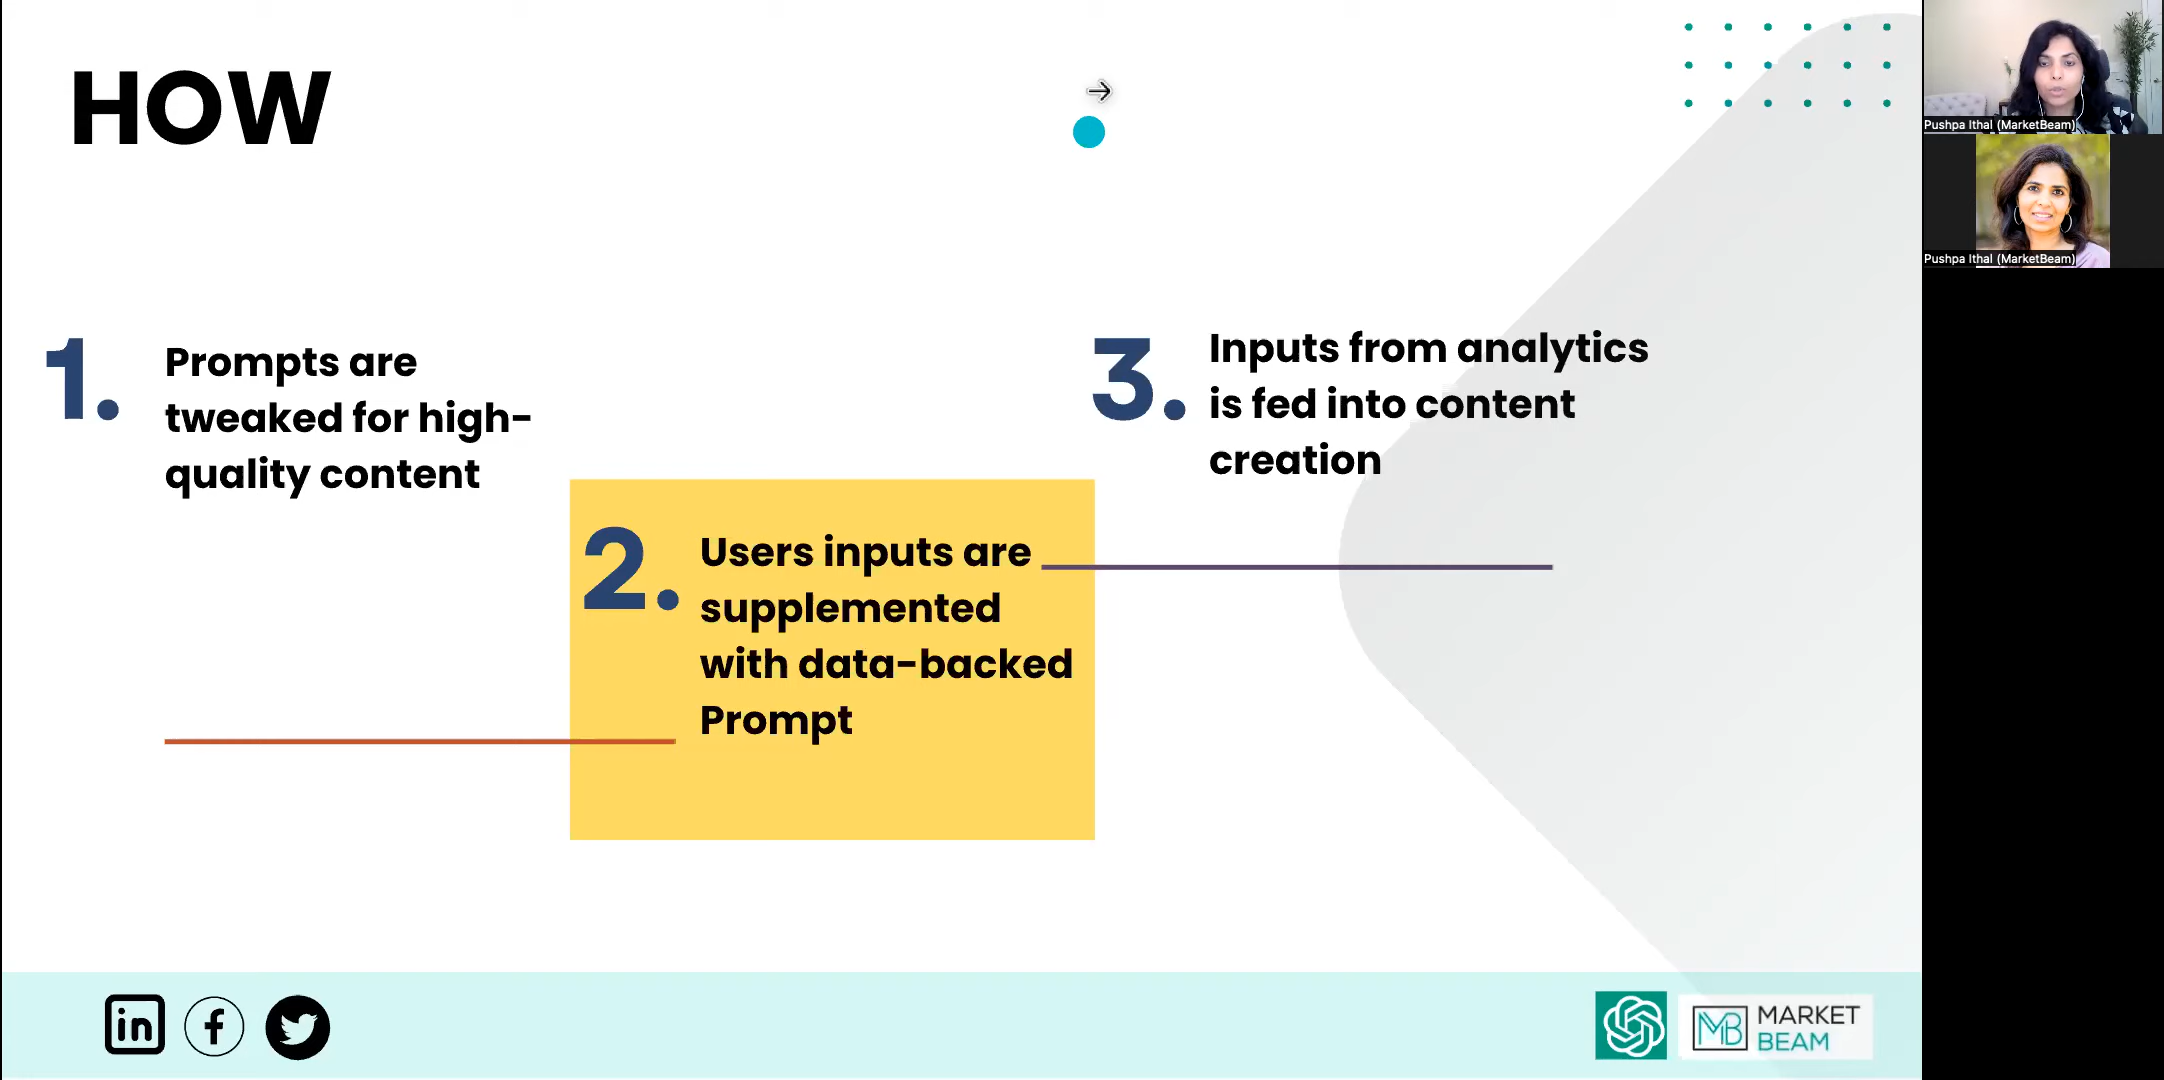 HOW
1.
Prompts are
tweaked for high-
quality content
2.
Users inputs are
supplemented
with data-backed
Prompt
3.
Inputs from analytics
is fed into content
creation
in
f
MB
MARKET
BEAM
Pushpa Ithal (MarketBeam)
Pushpa Ithal (MarketBeam)